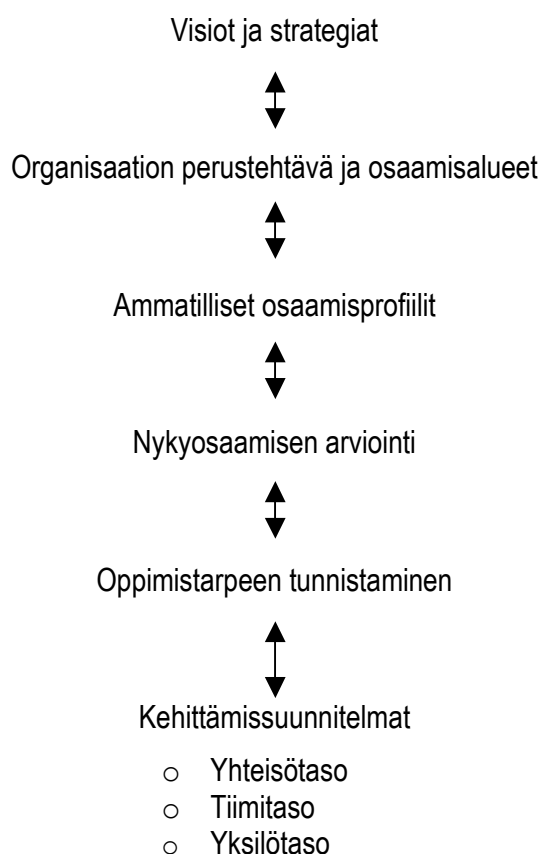 Visiot ja strategiat
Organisaation perustehtävä ja osaamisalueet
Ammatilliset osaamisprofiilit
Nykyosaamisen arviointi
Oppimistarpeen tunnistaminen
Kehittämissuunnitelmat
o Yhteisötaso
o Tiimitaso
o Yksilötaso